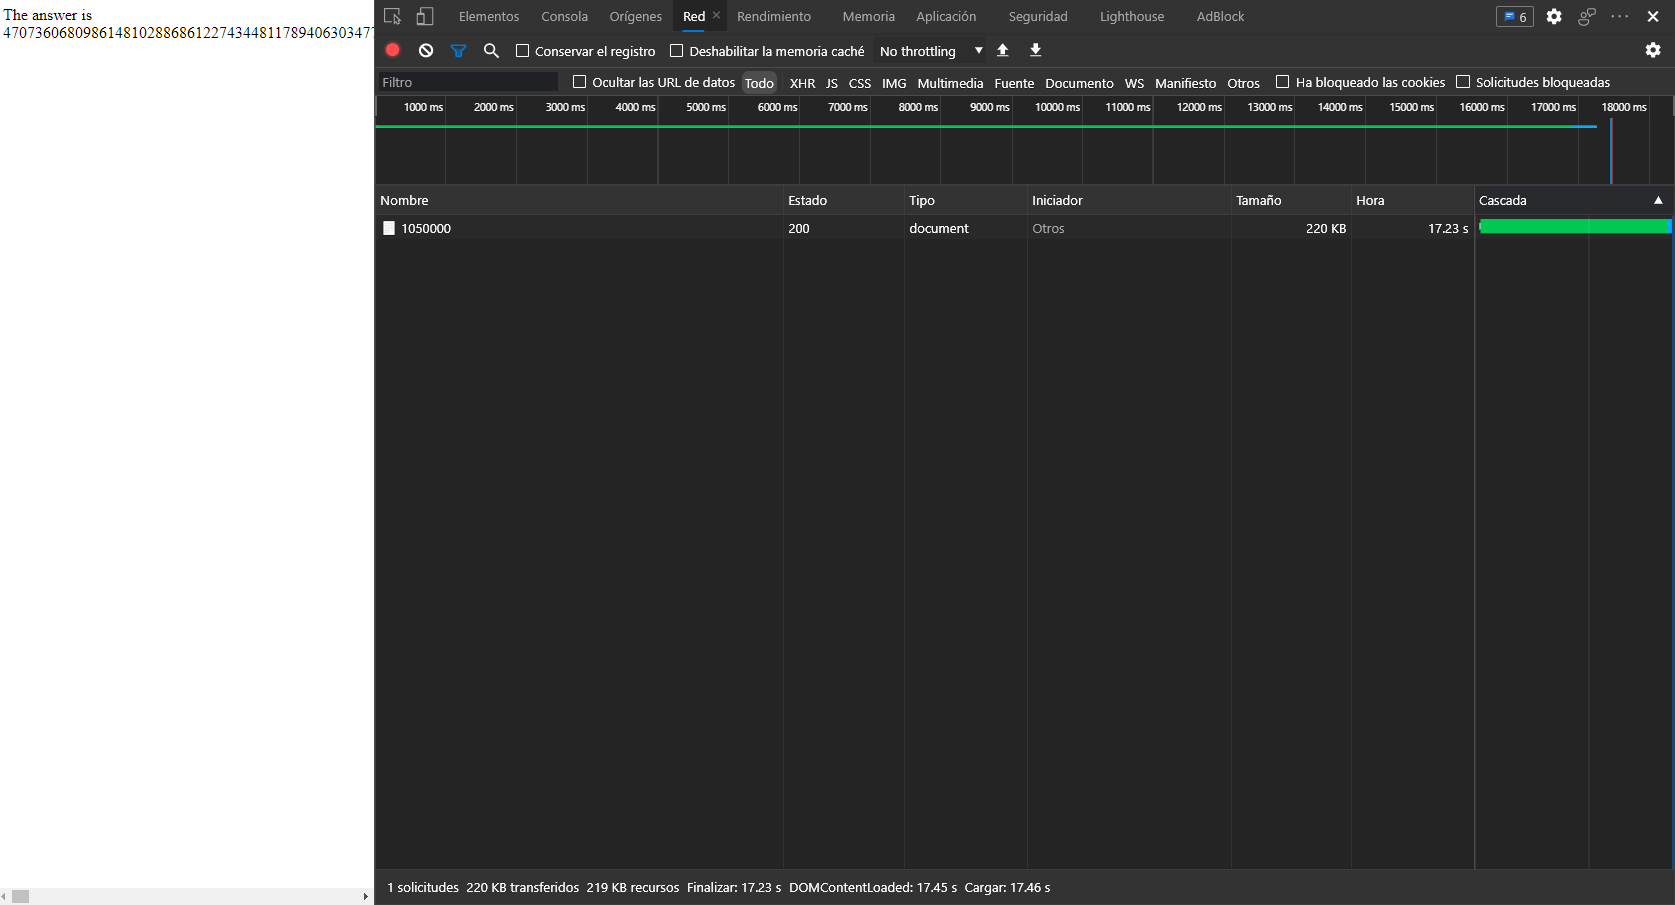 The answer is
4707360680986148102886861227434481178940630347
Elementos Consola Orígenes Red Rendimiento Memoria Aplicación Seguridad Lighthouse AdBlock 6
Conservar el registro Deshabilitar la memoria caché No throttling
Filtro Ocultar las URL de datos Todo XHR JS CSS IMG Multimedia Fuente Documento WS Manifiesto Otros Ha bloqueado las cookies Solicitudes bloqueadas
1000 ms 2000 ms 3000 ms 4000 ms 5000 ms 6000 ms 7000 ms 8000 ms 9000 ms 10000 ms 11000 ms 12000 ms 13000 ms 14000 ms 15000 ms 16000 ms 17000 ms 18000 ms
Nombre Estado Tipo Iniciador Tamaño Hora Cascada
1050000 200 document Otros 220 KB 17.23 s
1 solicitudes 220 KB transferidos 219 KB recursos Finalizar: 17.23 s DOMContentLoaded: 17.45 s Cargar: 17.46 s